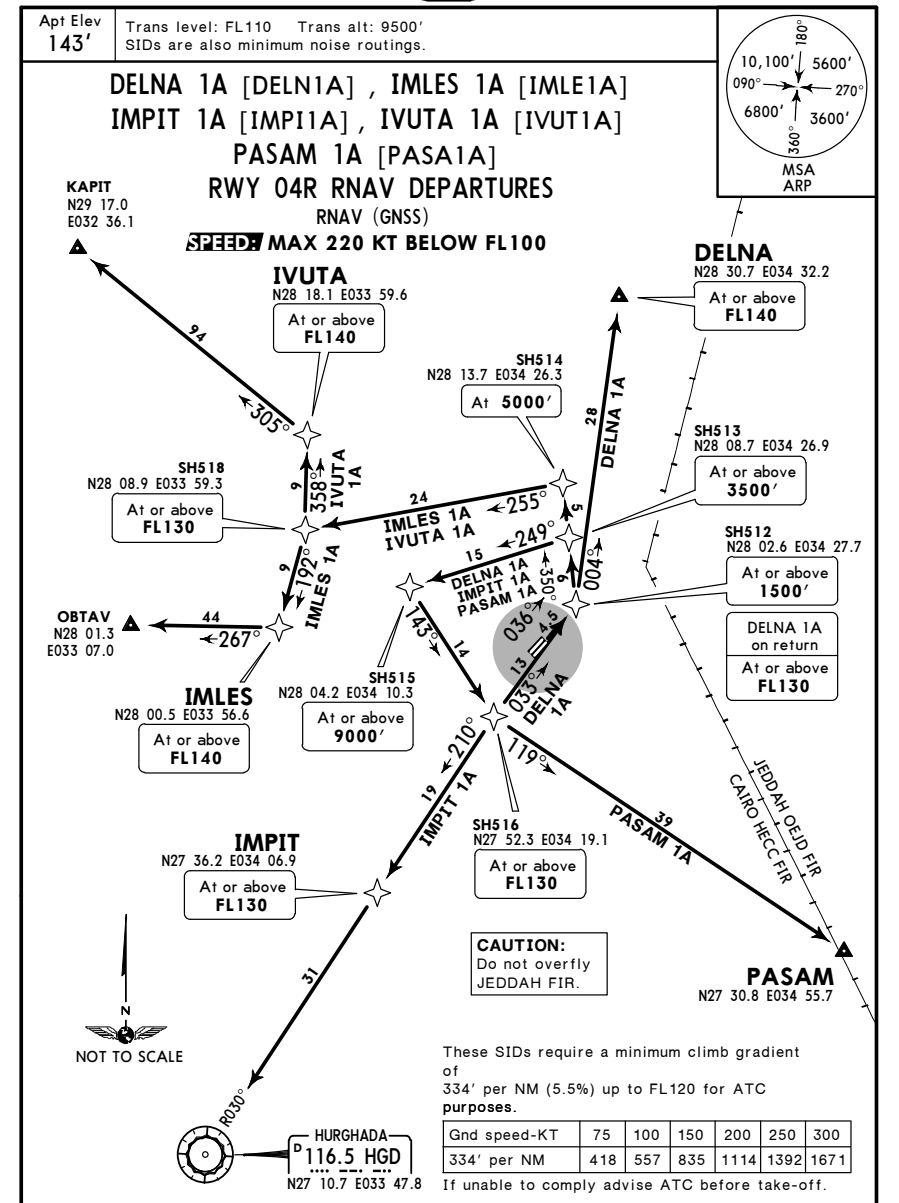 Apt Elev
143'
Trans level: FL110 Trans alt: 9500'
SIDs are also minimum noise routings.
180°
10,100'
5600'
090°
270°
6800'
3600'
360°
MSA
ARP
DELNA 1A [DELN1A] , IMLES 1A [IMLE1A]
IMPIT 1A [IMPI1A] , IVUTA 1A [IVUT1A]
PASAM 1A [PASA1A]
RWY 04R RNAV DEPARTURES
RNAV (GNSS)
SPEED: MAX 220 KT BELOW FL100
KAPIT
N29 17.0
E032 36.1
IVUTA
N28 18.1 E033 59.6
At or above
FL140
DELNA
N28 30.7 E034 32.2
At or above
FL140
94
305°
SH514
N28 13.7 E034 26.3
At 5000'
28
DELNA 1A
SH513
N28 08.7 E034 26.9
At or above
3500'
SH518
N28 08.9 E033 59.3
At or above
FL130
9
358°
IVUTA
1A
24
255°
IMLES 1A
IVUTA 1A
5
249°
15
DELNA 1A
IMPIT 1A
PASAM 1A
350°
6
004°
SH512
N28 02.6 E034 27.7
At or above
1500'
DELNA 1A
on return
At or above
FL130
9
192°
IMLES 1A
OBTAV
N28 01.3
E033 07.0
44
267°
IMLES
N28 00.5 E033 56.6
At or above
FL140
143°
14
SH515
N28 04.2 E034 10.3
At or above
9000'
036°
4.5
13
033°
DELNA
1A
210°
19
IMPIT 1A
119°
39
PASAM 1A
SH516
N27 52.3 E034 19.1
At or above
FL130
JEDDAH OEJD FIR
CAIRO HECC FIR
IMPIT
N27 36.2 E034 06.9
At or above
FL130
31
CAUTION:
Do not overfly
JEDDAH FIR.
PASAM
N27 30.8 E034 55.7
N
NOT TO SCALE
R030°
HURGHADA
D 116.5 HGD
N27 10.7 E033 47.8
These SIDs require a minimum climb gradient
of
334' per NM (5.5%) up to FL120 for ATC
purposes.
Gnd speed-KT 75 100 150 200 250 300
334' per NM 418 557 835 1114 1392 1671
If unable to comply advise ATC before take-off.